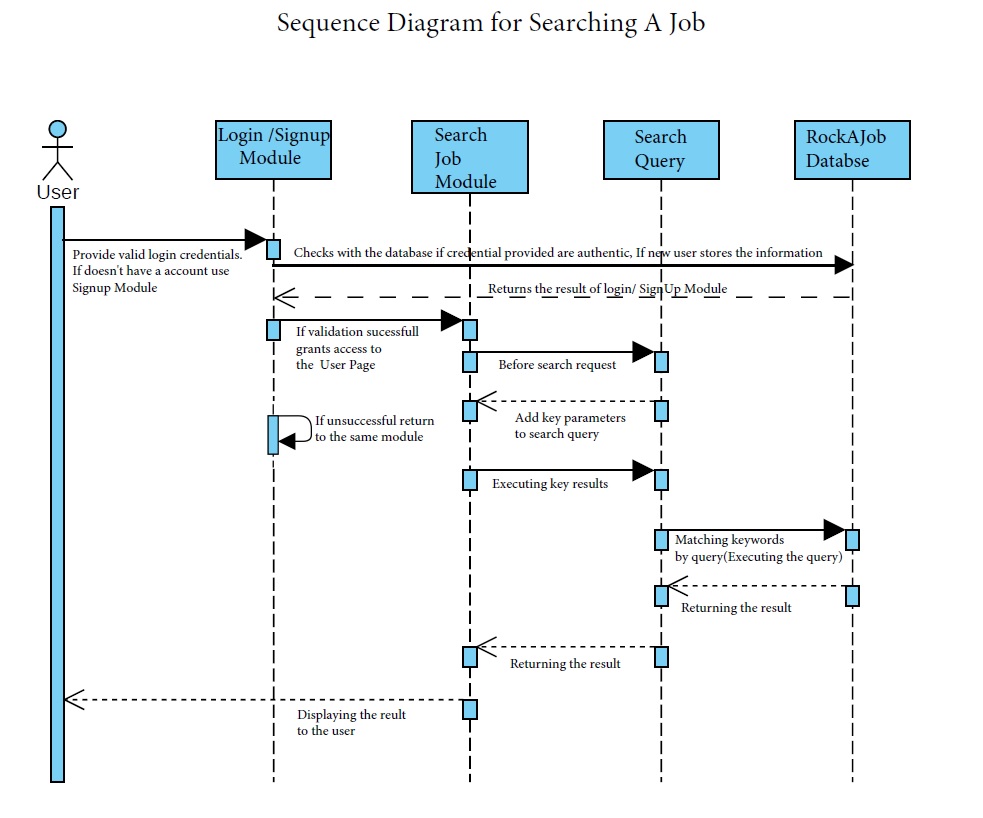 Sequence Diagram for Searching A Job
User
Login /Signup
Module
Search
Job
Module
Search
Query
RockAJob
Databse
Provide valid login credentials.
If doesn't have a account use
Signup Module
Checks with the database if credential provided are authentic, If new user stores the information
Returns the result of login/ SignUp Module
If validation sucessfull
grants access to
the User Page
Before search request
Add key parameters
to search query
If unsuccessful return
to the same module
Executing key results
Matching keywords
by query(Executing the query)
Returning the result
Returning the result
Displaying the reult
to the user